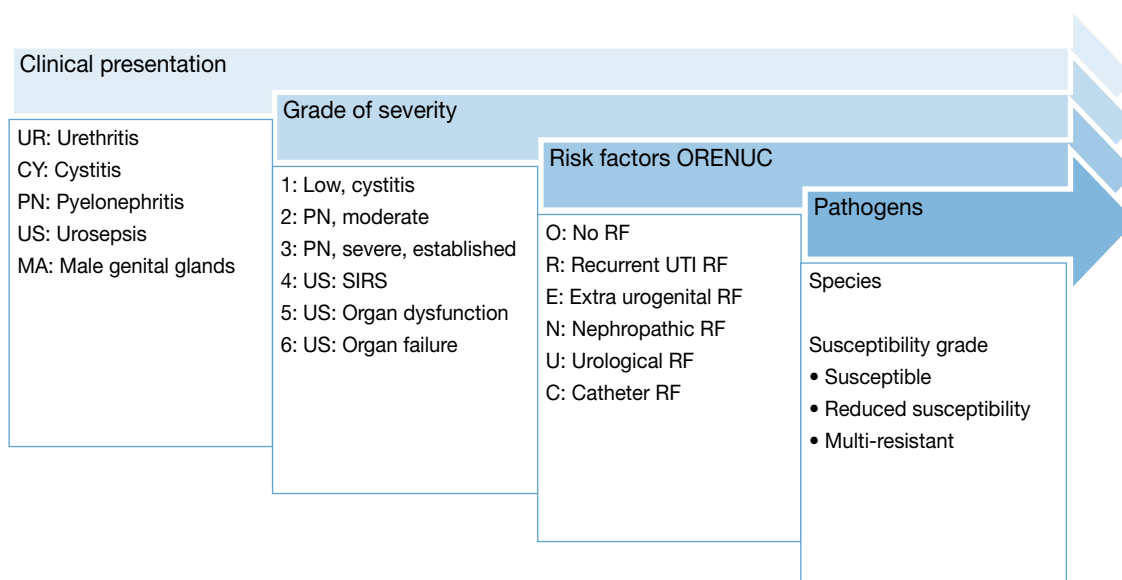 Clinical presentation
UR: Urethritis
CY: Cystitis
PN: Pyelonephritis
US: Urosepsis
MA: Male genital glands
Grade of severity
1: Low, cystitis
2: PN, moderate
3: PN, severe, established
4: US: SIRS
5: US: Organ dysfunction
6: US: Organ failure
Risk factors ORENUC
O: No RF
R: Recurrent UTI RF
E: Extra urogenital RF
N: Nephropathic RF
U: Urological RF
C: Catheter RF
Pathogens
Species
Susceptibility grade
• Susceptible
• Reduced susceptibility
• Multi-resistant